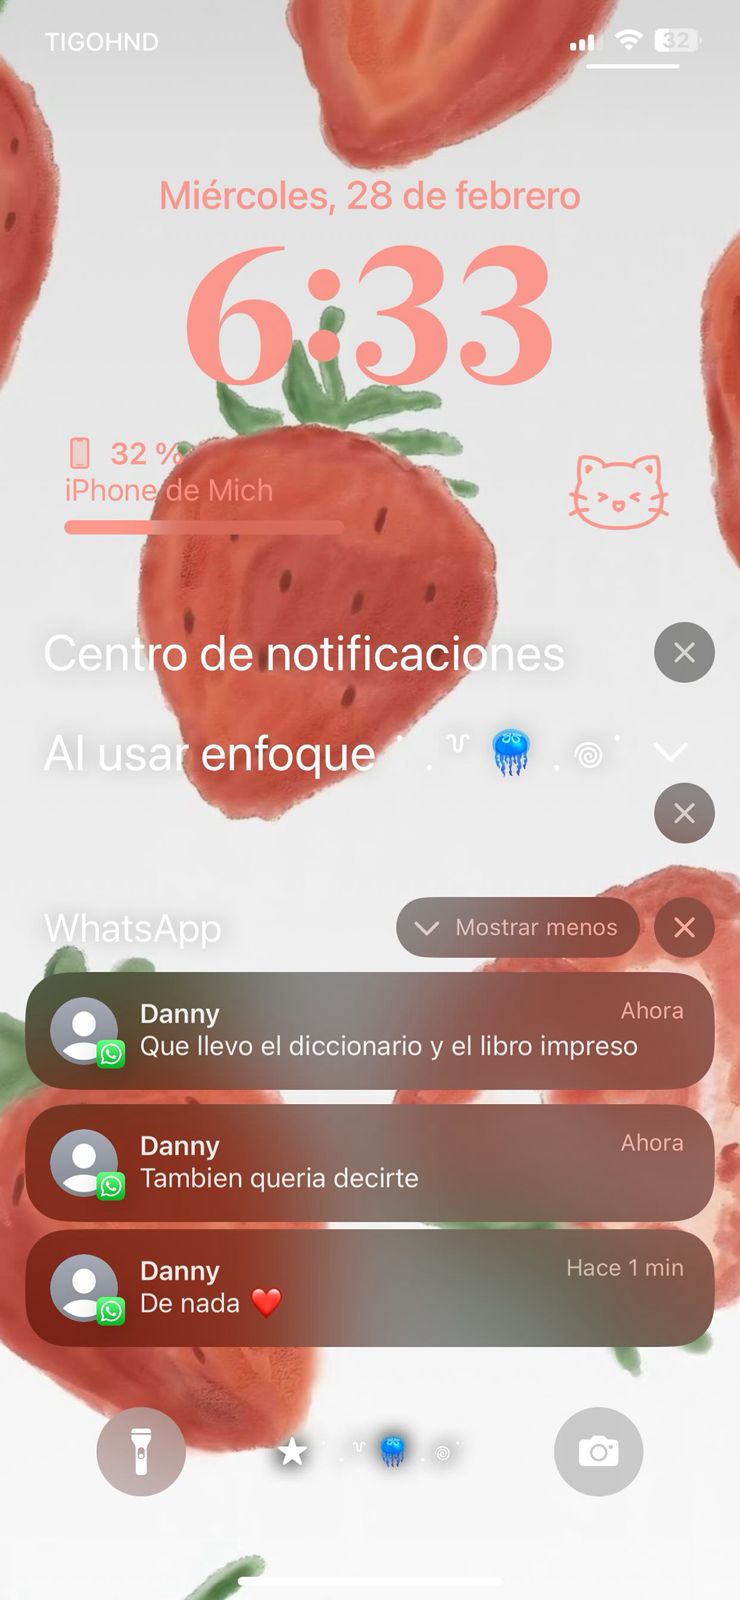 TIGOHND
32
Miércoles, 28 de febrero
6:33
32 %
iPhone de Mich
Centro de notificaciones
Al usar enfoque
WhatsApp
Mostrar menos
Danny
Ahora
Que llevo el diccionario y el libro impreso
Danny
Ahora
Tambien queria decirte
Danny
Hace 1 min
De nada ❤️